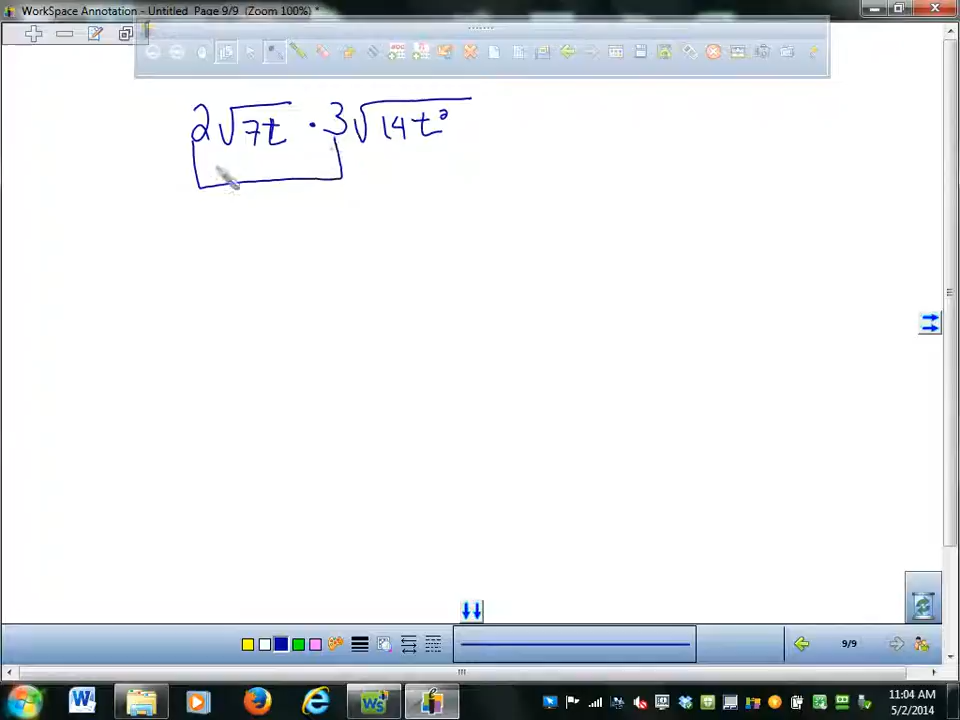 WorkSpace Annotation - Untitled Page 9/9 (Zoom 100%) *
2√7t · 3√14t²
9/9
11:04 AM
5/2/2014